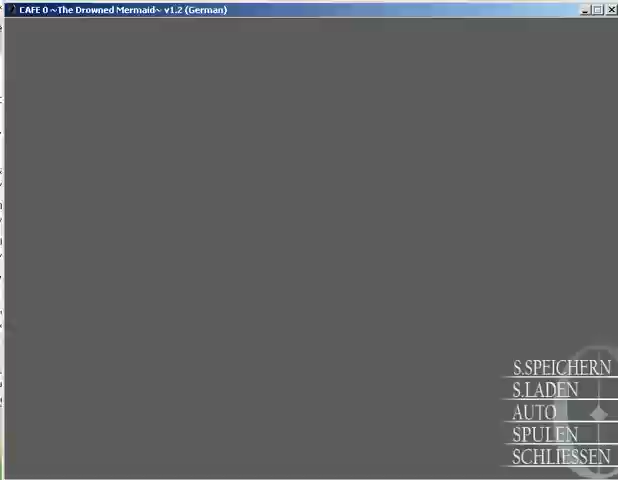 CAFE 0 ~The Drowned Mermaid~ v1.2 (German)
S.SPEICHERN
S.LADEN
AUTO
SPULEN
SCHLIESSEN